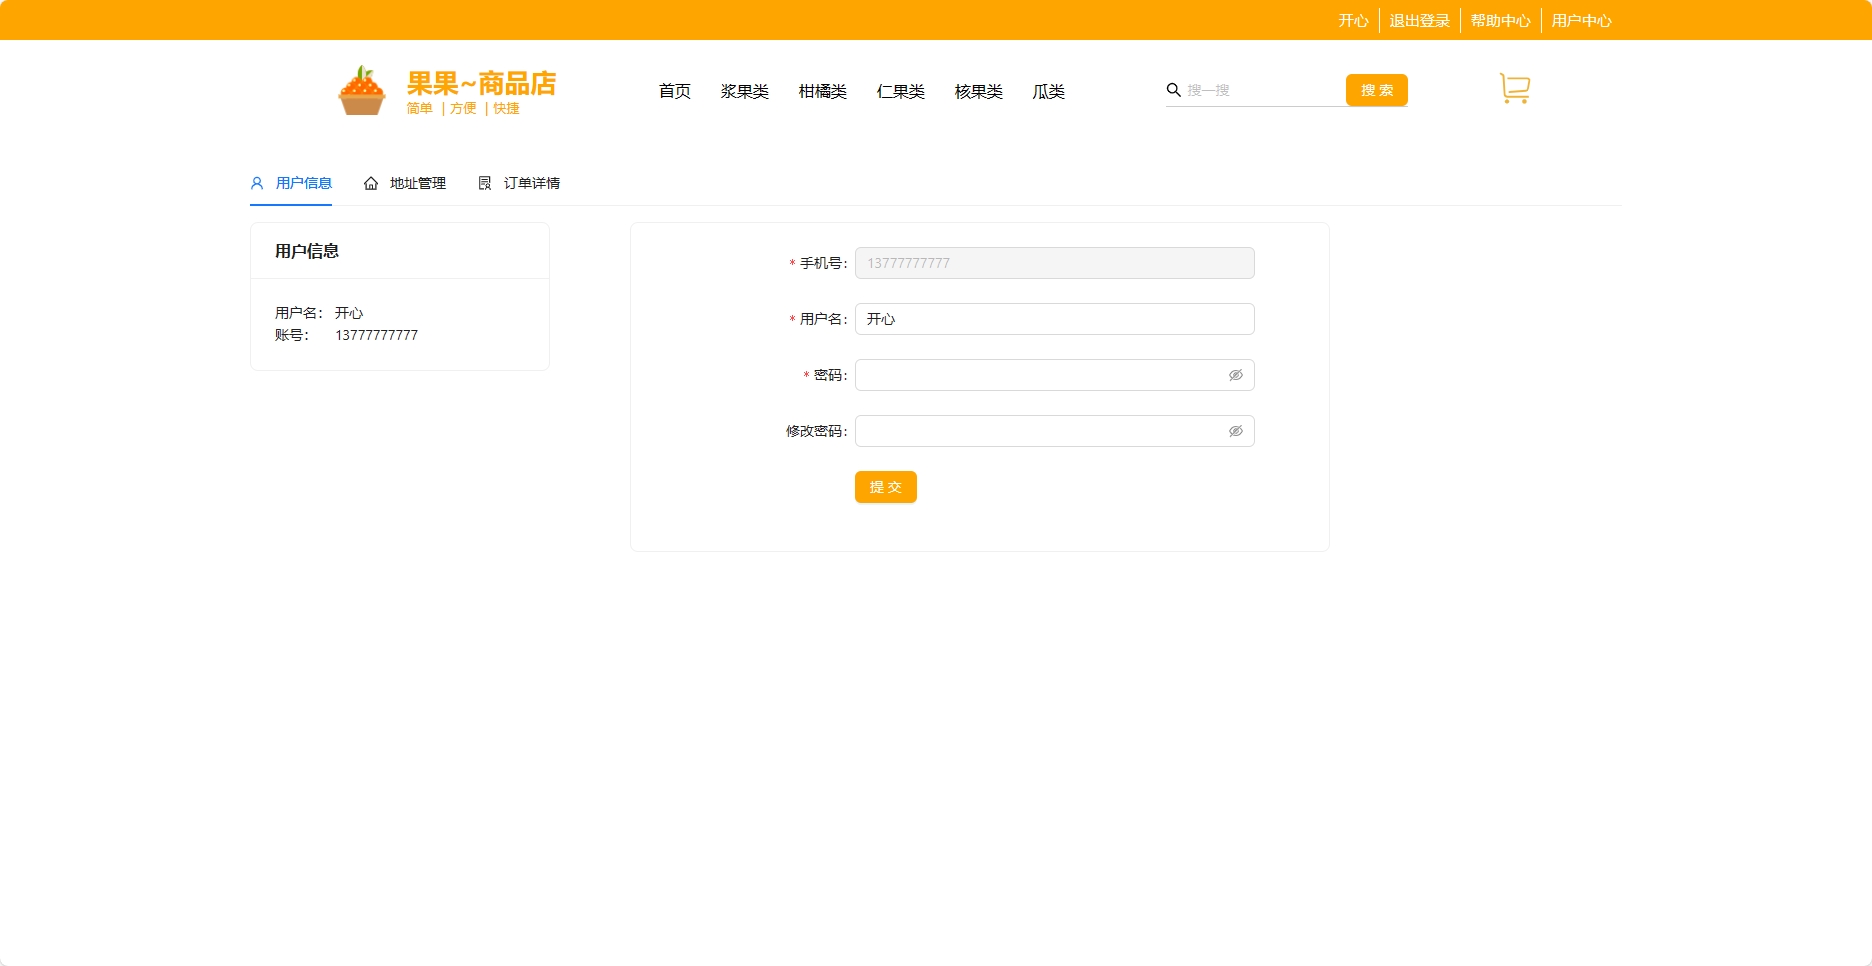 开心 退出登录 帮助中心 用户中心
果果~商品店
简单 | 方便 | 快捷
首页 浆果类 柑橘类 仁果类 核果类 瓜类
搜一搜 搜 索
用户信息 地址管理 订单详情
用户信息
用户名： 开心
账号： 13777777777
* 手机号： 13777777777
* 用户名： 开心
* 密码：
修改密码：
提 交